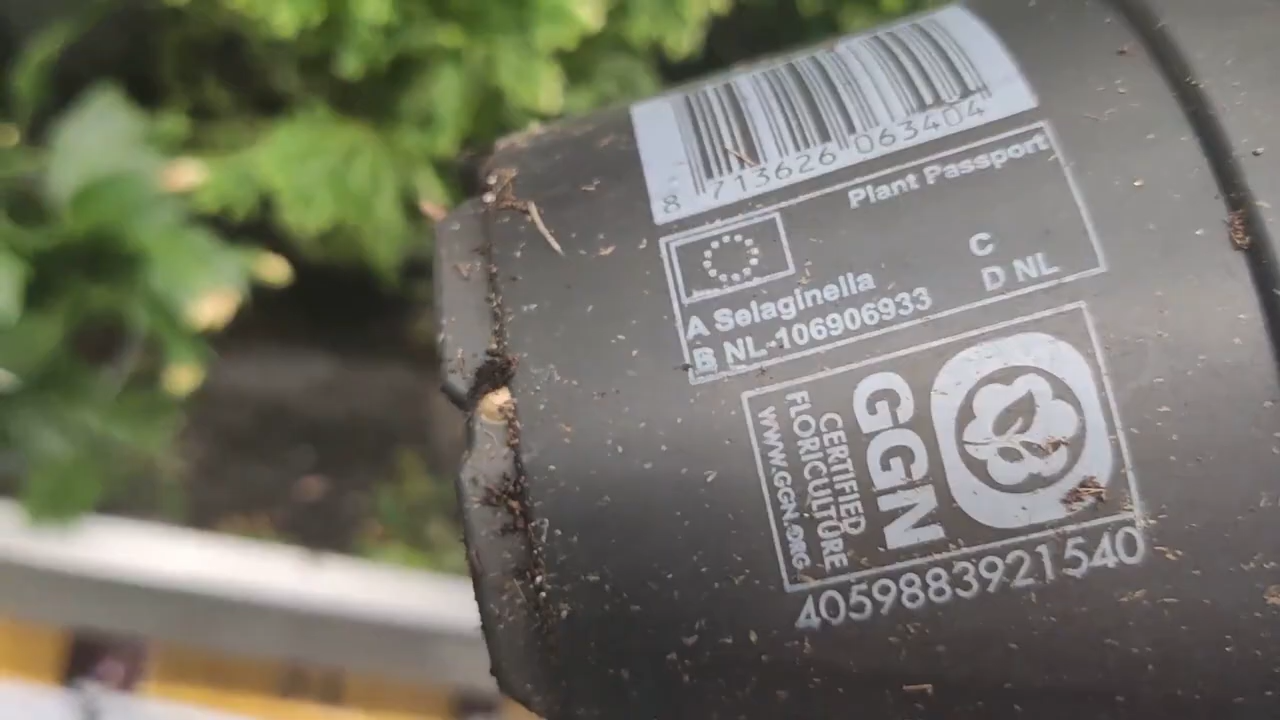 8 713626 063404
Plant Passport
A Selaginella
B NL-106906933
C
D NL
GGN
CERTIFIED
FLORICULTURE
WWW.GGN.ORG
4059883921540